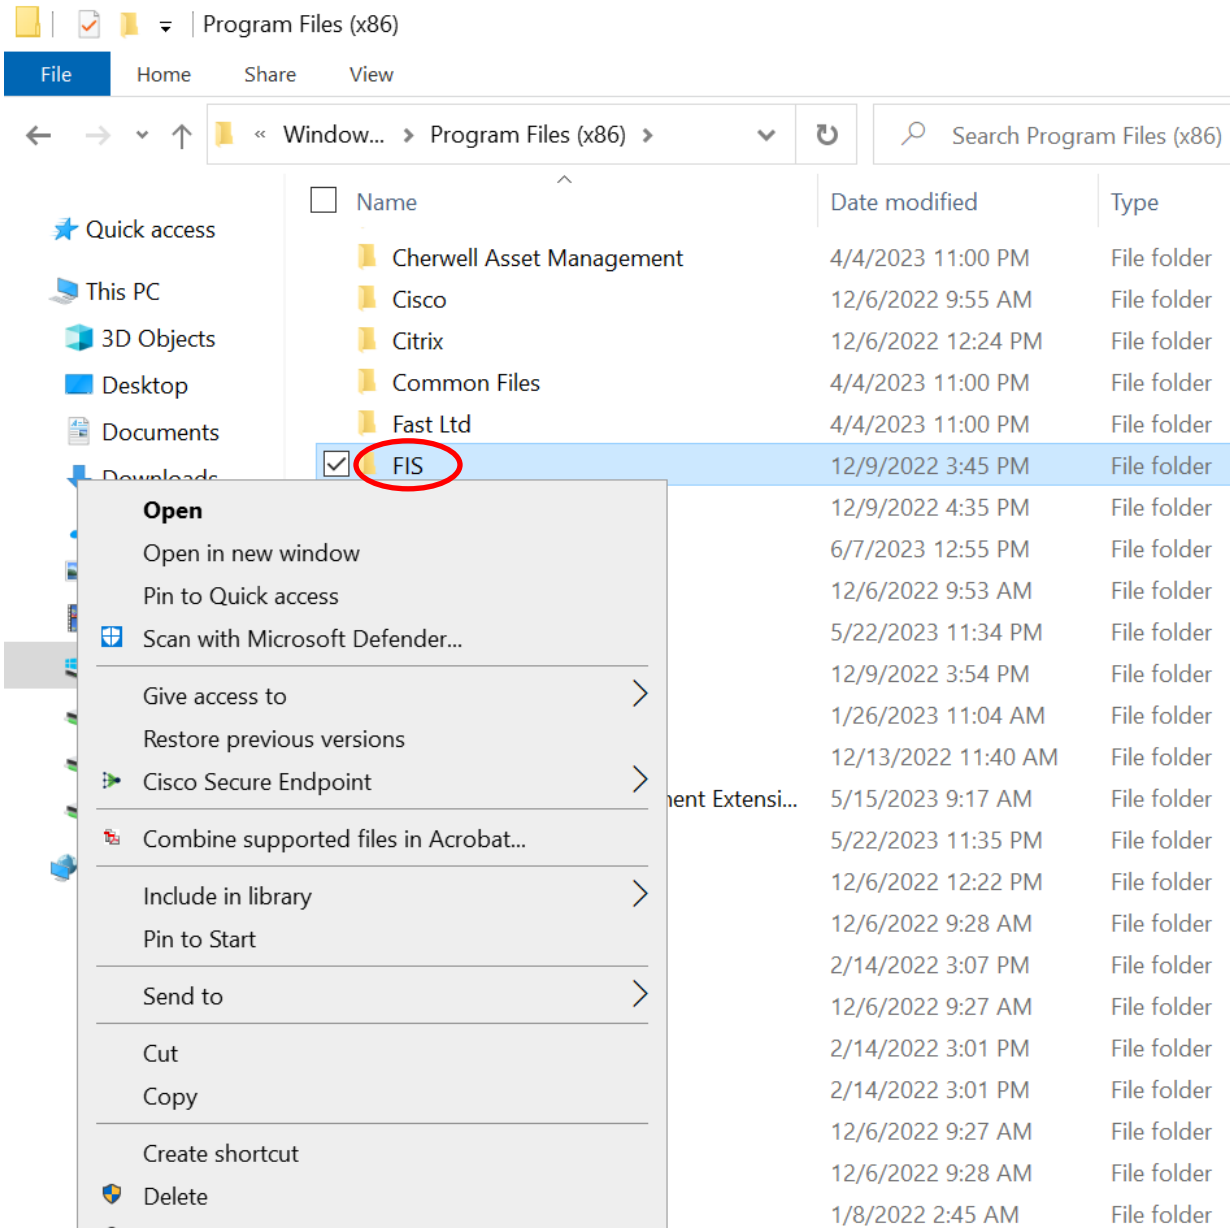 Program Files (x86)
File Home Share View
« Window... > Program Files (x86) > Search Program Files (x86)
Name Date modified Type
Quick access
This PC
3D Objects
Desktop
Documents
Downloads
Cherwell Asset Management 4/4/2023 11:00 PM File folder
Cisco 12/6/2022 9:55 AM File folder
Citrix 12/6/2022 12:24 PM File folder
Common Files 4/4/2023 11:00 PM File folder
Fast Ltd 4/4/2023 11:00 PM File folder
FIS 12/9/2022 3:45 PM File folder
12/9/2022 4:35 PM File folder
6/7/2023 12:55 PM File folder
12/6/2022 9:53 AM File folder
5/22/2023 11:34 PM File folder
12/9/2022 3:54 PM File folder
1/26/2023 11:04 AM File folder
12/13/2022 11:40 AM File folder
ent Extensi... 5/15/2023 9:17 AM File folder
5/22/2023 11:35 PM File folder
12/6/2022 12:22 PM File folder
12/6/2022 9:28 AM File folder
2/14/2022 3:07 PM File folder
12/6/2022 9:27 AM File folder
2/14/2022 3:01 PM File folder
2/14/2022 3:01 PM File folder
12/6/2022 9:27 AM File folder
12/6/2022 9:28 AM File folder
1/8/2022 2:45 AM File folder
Open
Open in new window
Pin to Quick access
Scan with Microsoft Defender...
Give access to
Restore previous versions
Cisco Secure Endpoint
Combine supported files in Acrobat...
Include in library
Pin to Start
Send to
Cut
Copy
Create shortcut
Delete